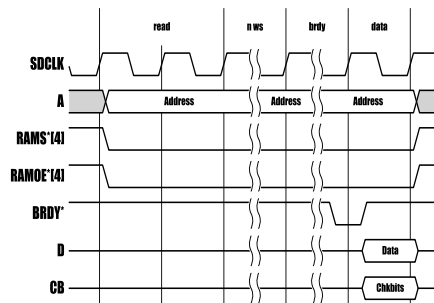 read n ws brdy data
SDCLK
A Address Address Address
RAMS*[4]
RAMOE*[4]
BRDY*
D Data
CB Chkbits